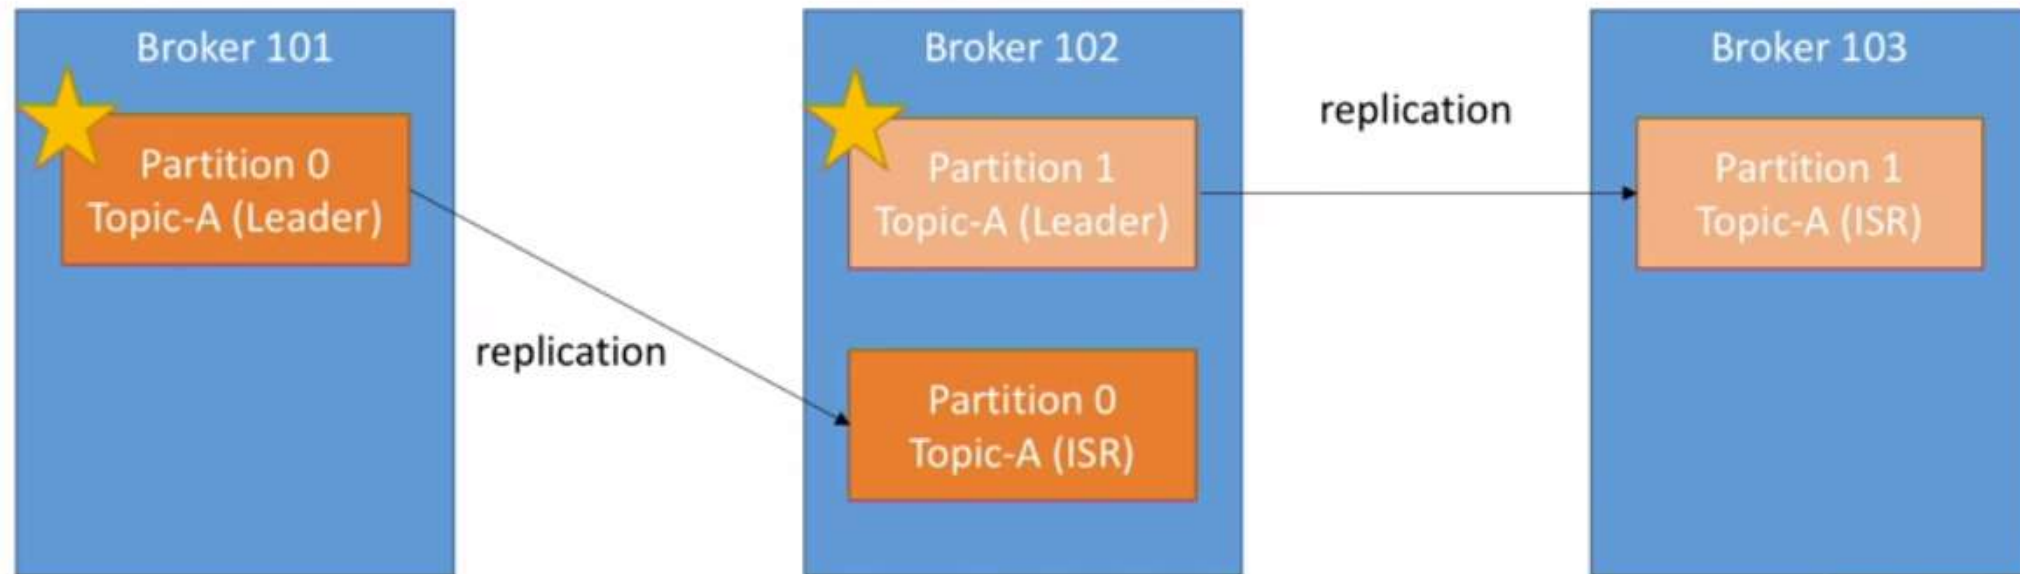 Broker 101
Partition 0
Topic-A (Leader)
replication
Broker 102
Partition 1
Topic-A (Leader)
Partition 0
Topic-A (ISR)
replication
Broker 103
Partition 1
Topic-A (ISR)